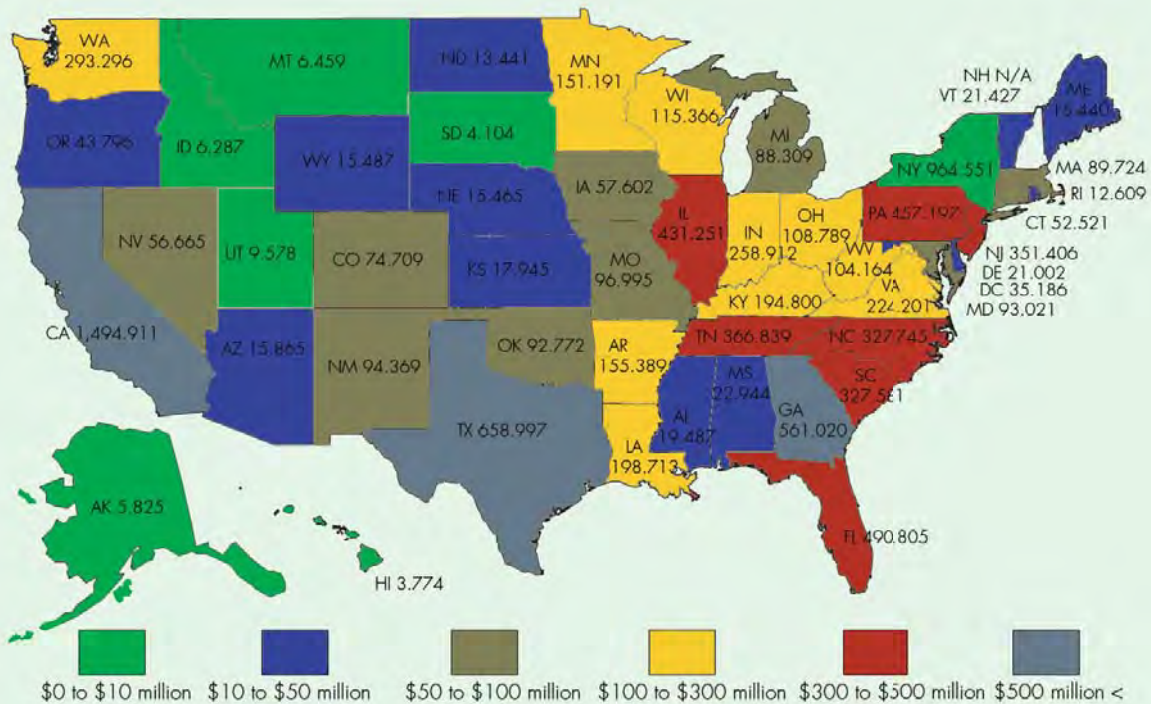 WA
293.296
MT 6.459
ND 13.441
MN
151.191
NH N/A
VT 21.427
ME
15.440
OR 43.796
ID 6.287
WY 15.487
SD 4.104
WI
115.366
MI
88.309
NY 964.551
MA 89.724
RI 12.609
CT 52.521
NV 56.665
UT 9.578
CO 74.709
NE 15.465
IA 57.602
IL
431.251
IN
258.912
OH
108.789
PA 457.197
WV
104.164
NJ 351.406
DE 21.002
DC 35.186
MD 93.021
KS 17.945
MO
96.995
KY 194.800
VA
224.201
CA 1,494.911
AZ 15.865
NM 94.369
OK 92.772
AR
155.389
TN 366.839
NC 327.745
SC
327.581
TX 658.997
LA
198.713
AL
19.487
MS
22.944
GA
561.020
FL 490.805
AK 5.825
HI 3.774
$0 to $10 million
$10 to $50 million
$50 to $100 million
$100 to $300 million
$300 to $500 million
$500 million <